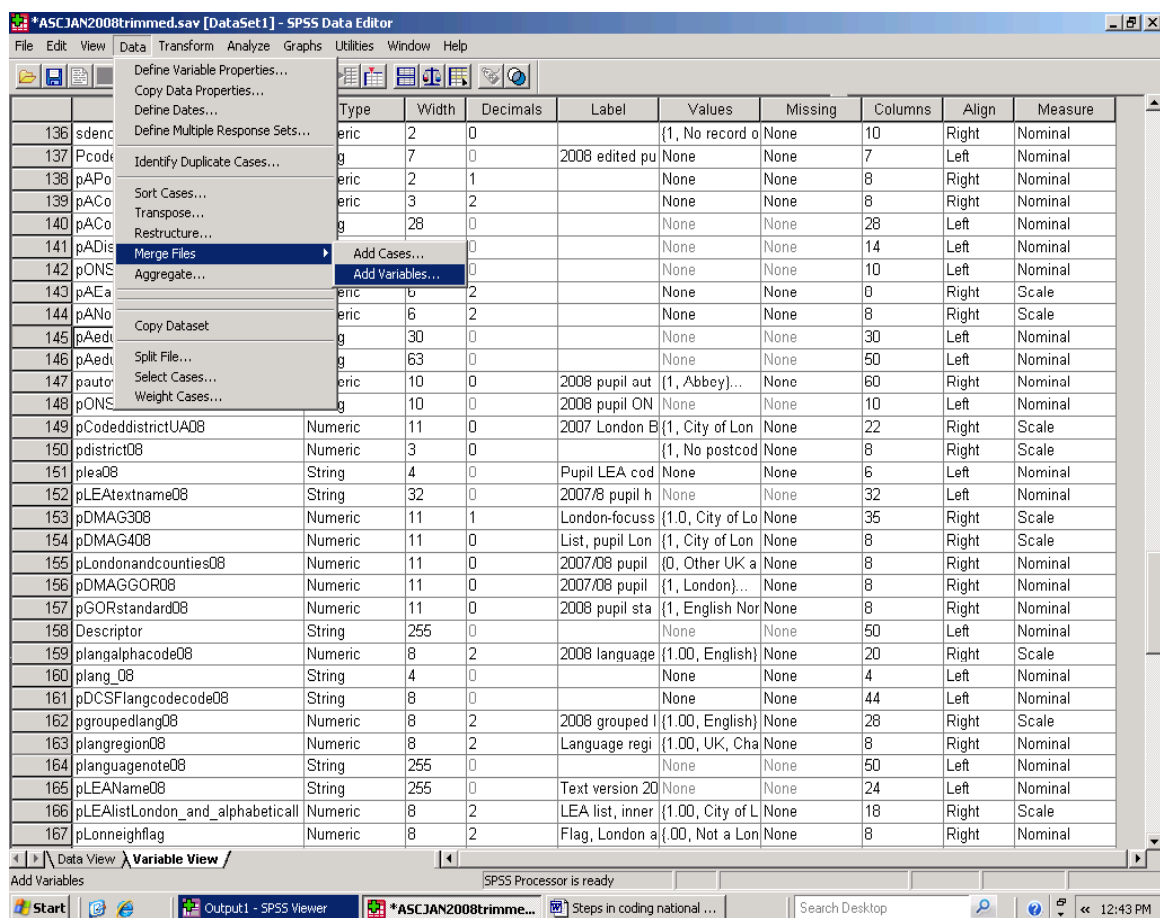 *ASCJAN2008trimmed.sav [DataSet1] - SPSS Data Editor
File Edit View Data Transform Analyze Graphs Utilities Window Help
Define Variable Properties...
Copy Data Properties...
Define Dates...
Define Multiple Response Sets...
Identify Duplicate Cases...
Sort Cases...
Transpose...
Restructure...
Merge Files
Aggregate...
Copy Dataset
Split File...
Select Cases...
Weight Cases...
Add Cases...
Add Variables...
Type Width Decimals Label Values Missing Columns Align Measure
136 sdenc eric 2 0 {1, No record o None 10 Right Nominal
137 Pcode g 7 0 2008 edited pu None None 7 Left Nominal
138 pAPo eric 2 1 None None 8 Right Nominal
139 pACo eric 3 2 None None 8 Right Nominal
140 pACo g 28 0 None None 28 Left Nominal
141 pADis 0 None None 14 Left Nominal
142 pONS 0 None None 10 Left Nominal
143 pAEa eric 6 2 None None 0 Right Scale
144 pANo eric 6 2 None None 8 Right Scale
145 pAedu g 30 0 None None 30 Left Nominal
146 pAedu g 63 0 None None 50 Left Nominal
147 pauto eric 10 0 2008 pupil aut {1, Abbey}... None 60 Right Nominal
148 pONS g 10 0 2008 pupil ON None None 10 Left Nominal
149 pCodeddistrictUA08 Numeric 11 0 2007 London B {1, City of Lon None 22 Right Scale
150 pdistrict08 Numeric 3 0 {1, No postcod None 8 Right Scale
151 plea08 String 4 0 Pupil LEA cod None None 6 Left Nominal
152 pLEAtextname08 String 32 0 2007/8 pupil h None None 32 Left Nominal
153 pDMAG308 Numeric 11 1 London-focuss {1.0, City of Lo None 35 Right Scale
154 pDMAG408 Numeric 11 0 List, pupil Lon {1, City of Lon None 8 Right Scale
155 pLondonandcounties08 Numeric 11 0 2007/08 pupil {0, Other UK a None 8 Right Nominal
156 pDMAGGOR08 Numeric 11 0 2007/08 pupil {1, London}... None 8 Right Nominal
157 pGORstandard08 Numeric 11 0 2008 pupil sta {1, English Nor None 8 Right Nominal
158 Descriptor String 255 0 None None 50 Left Nominal
159 plangalphacode08 Numeric 8 2 2008 language {1.00, English} None 20 Right Scale
160 plang_08 String 4 0 None None 4 Left Nominal
161 pDCSFlangcodecode08 String 8 0 None None 44 Left Nominal
162 pgroupedlang08 Numeric 8 2 2008 grouped l {1.00, English} None 28 Right Scale
163 plangregion08 Numeric 8 2 Language regi {1.00, UK, Cha None 8 Right Nominal
164 planguagenote08 String 255 0 None None 50 Left Nominal
165 pLEAName08 String 255 0 Text version 20 None None 24 Left Nominal
166 pLEAlistLondon_and_alphabeticall Numeric 8 2 LEA list, inner {1.00, City of L None 18 Right Scale
167 pLonneighflag Numeric 8 2 Flag, London a {.00, Not a Lon None 8 Right Nominal
Data View Variable View
Add Variables SPSS Processor is ready
Start Output1 - SPSS Viewer *ASCJAN2008trimme... Steps in coding national ... Search Desktop 12:43 PM